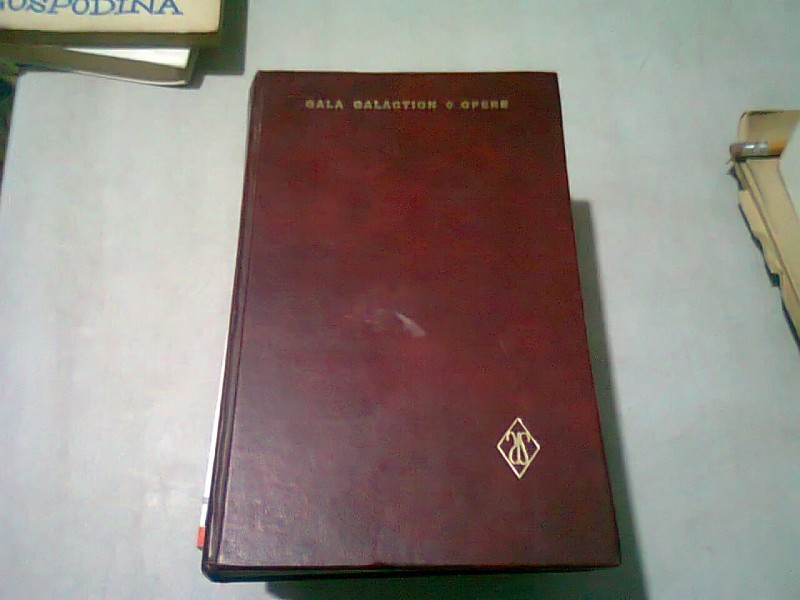 GOSPODINA
GALA GALACTION ◊ OPERE